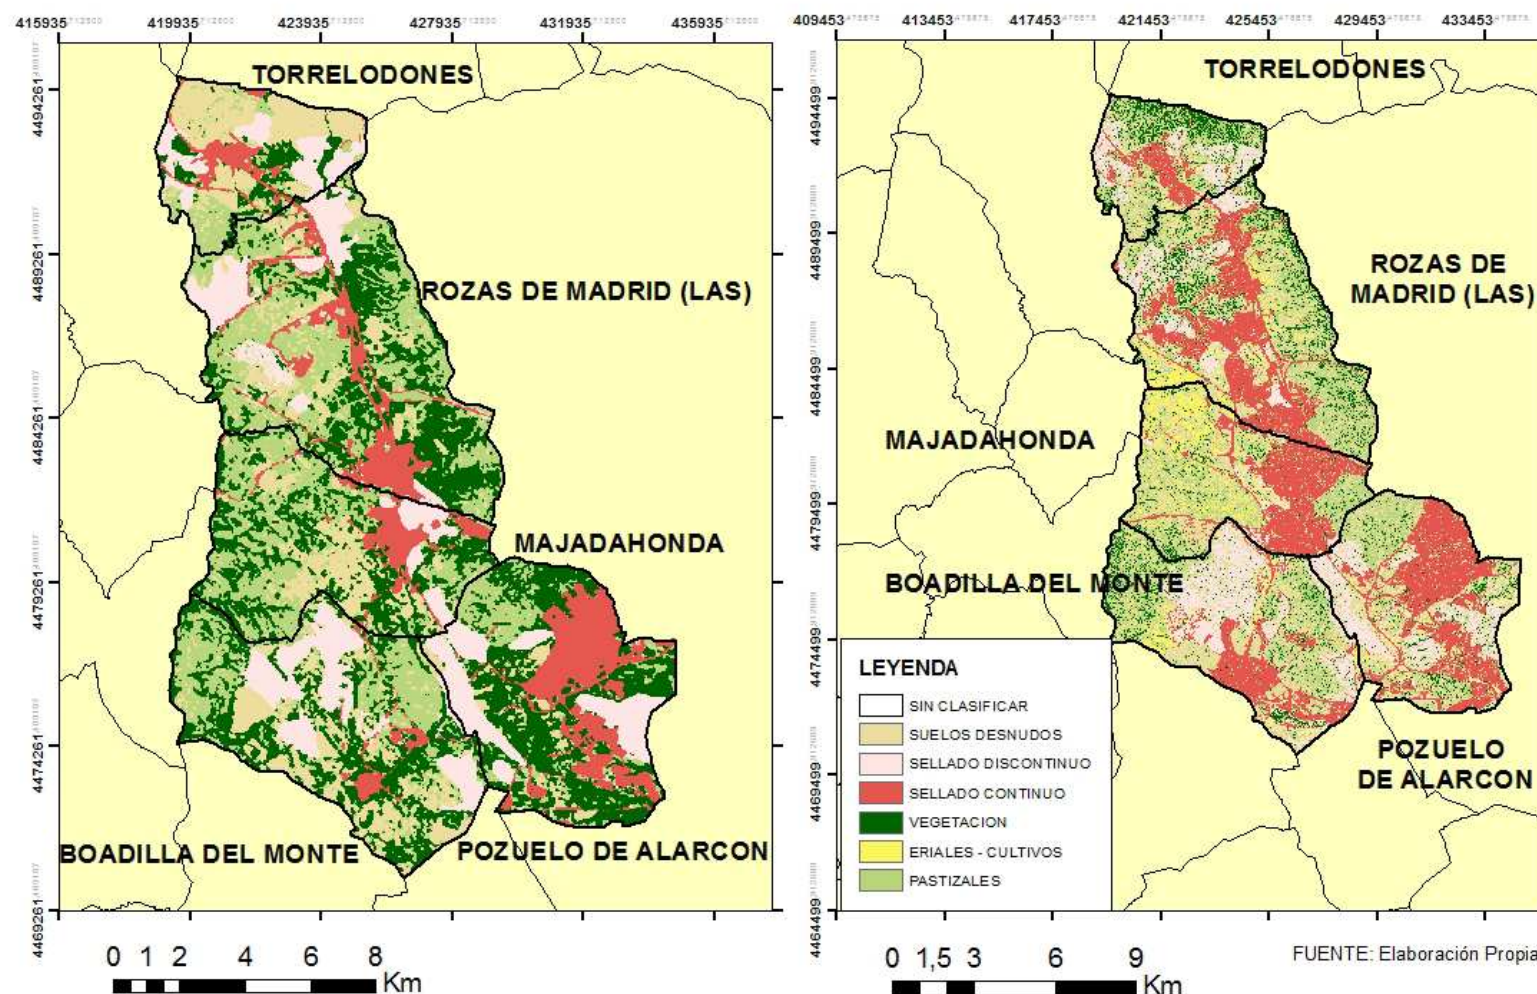 415935
419935
423935
427935
431935
435935
4494261
4489261
4484261
4479261
4474261
4469261
TORRELODONES
ROZAS DE MADRID (LAS)
MAJADAHONDA
BOADILLA DEL MONTE
POZUELO DE ALARCON
0 1 2 4 6 8
Km
409453
413453
417453
421453
425453
429453
433453
4494499
4489499
4484499
4479499
4474499
4469499
4464499
TORRELODONES
ROZAS DE
MADRID (LAS)
MAJADAHONDA
BOADILLA DEL MONTE
POZUELO
DE ALARCON
LEYENDA
SIN CLASIFICAR
SUELOS DESNUDOS
SELLADO DISCONTINUO
SELLADO CONTINUO
VEGETACION
ERIALES - CULTIVOS
PASTIZALES
0 1,5 3 6 9
Km
FUENTE: Elaboración Propia